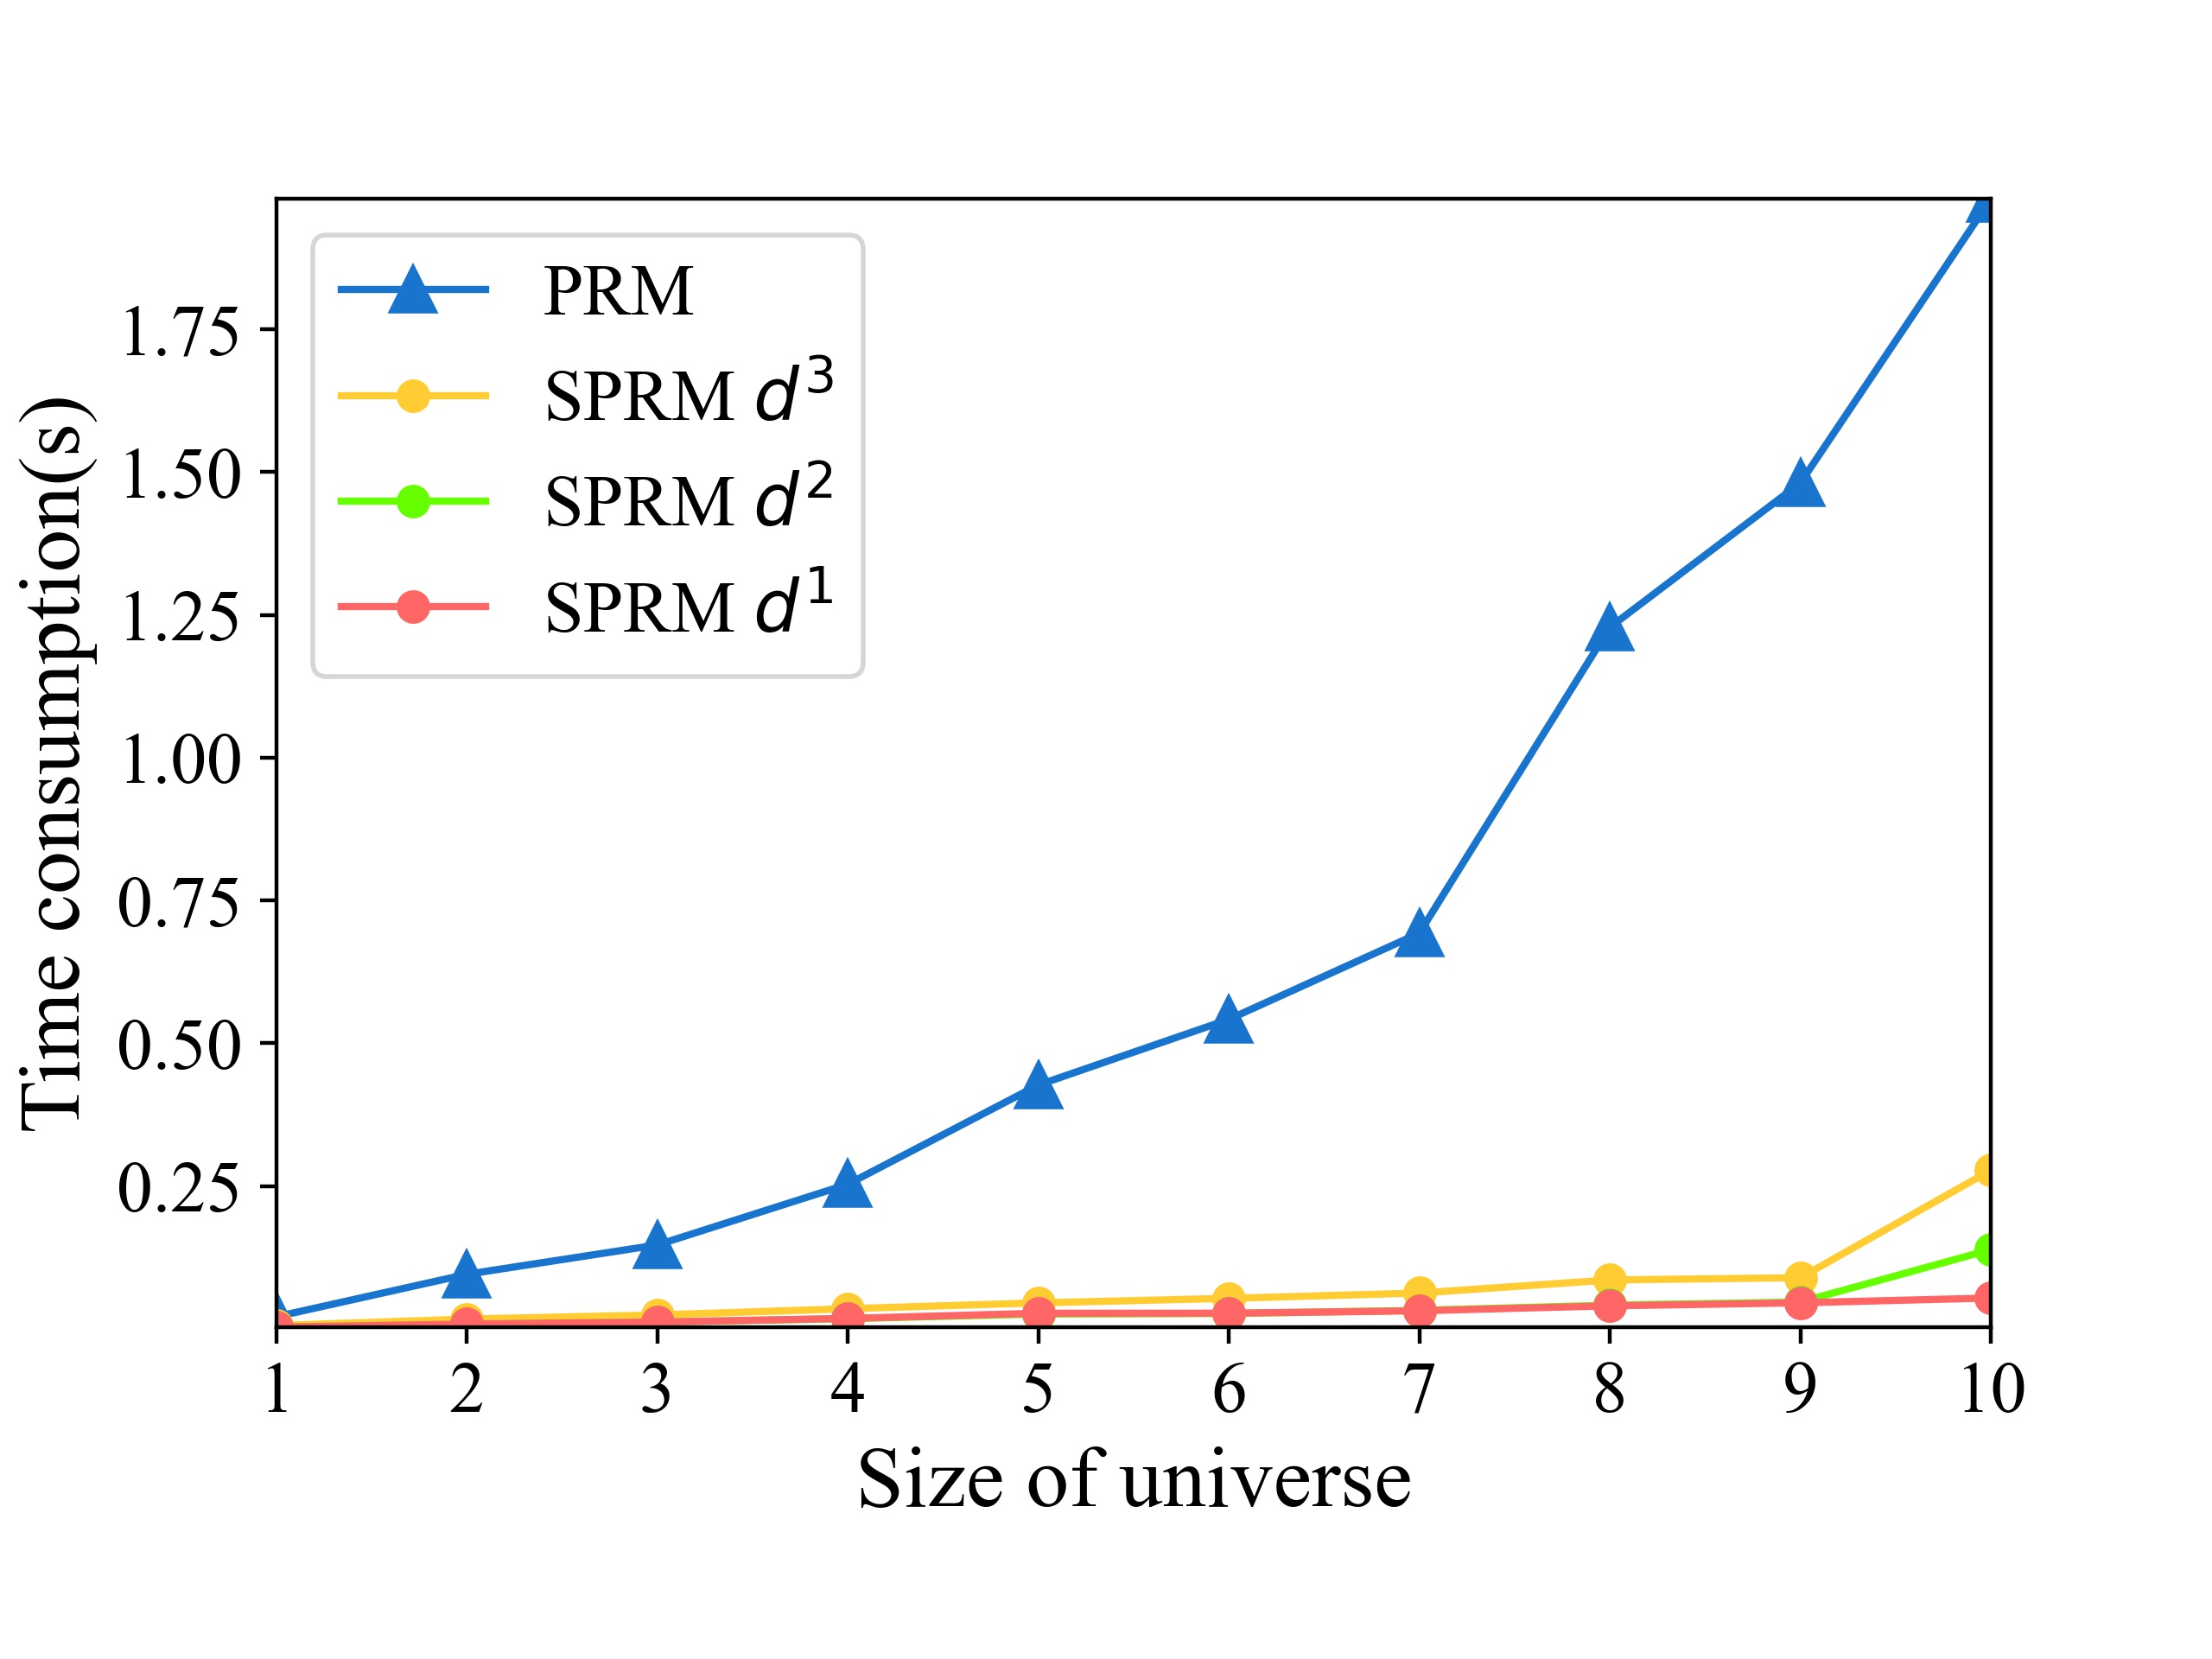 PRM
SPRM d³
SPRM d²
SPRM d¹
Time consumption(s)
1.75
1.50
1.25
1.00
0.75
0.50
0.25
1 2 3 4 5 6 7 8 9 10
Size of universe